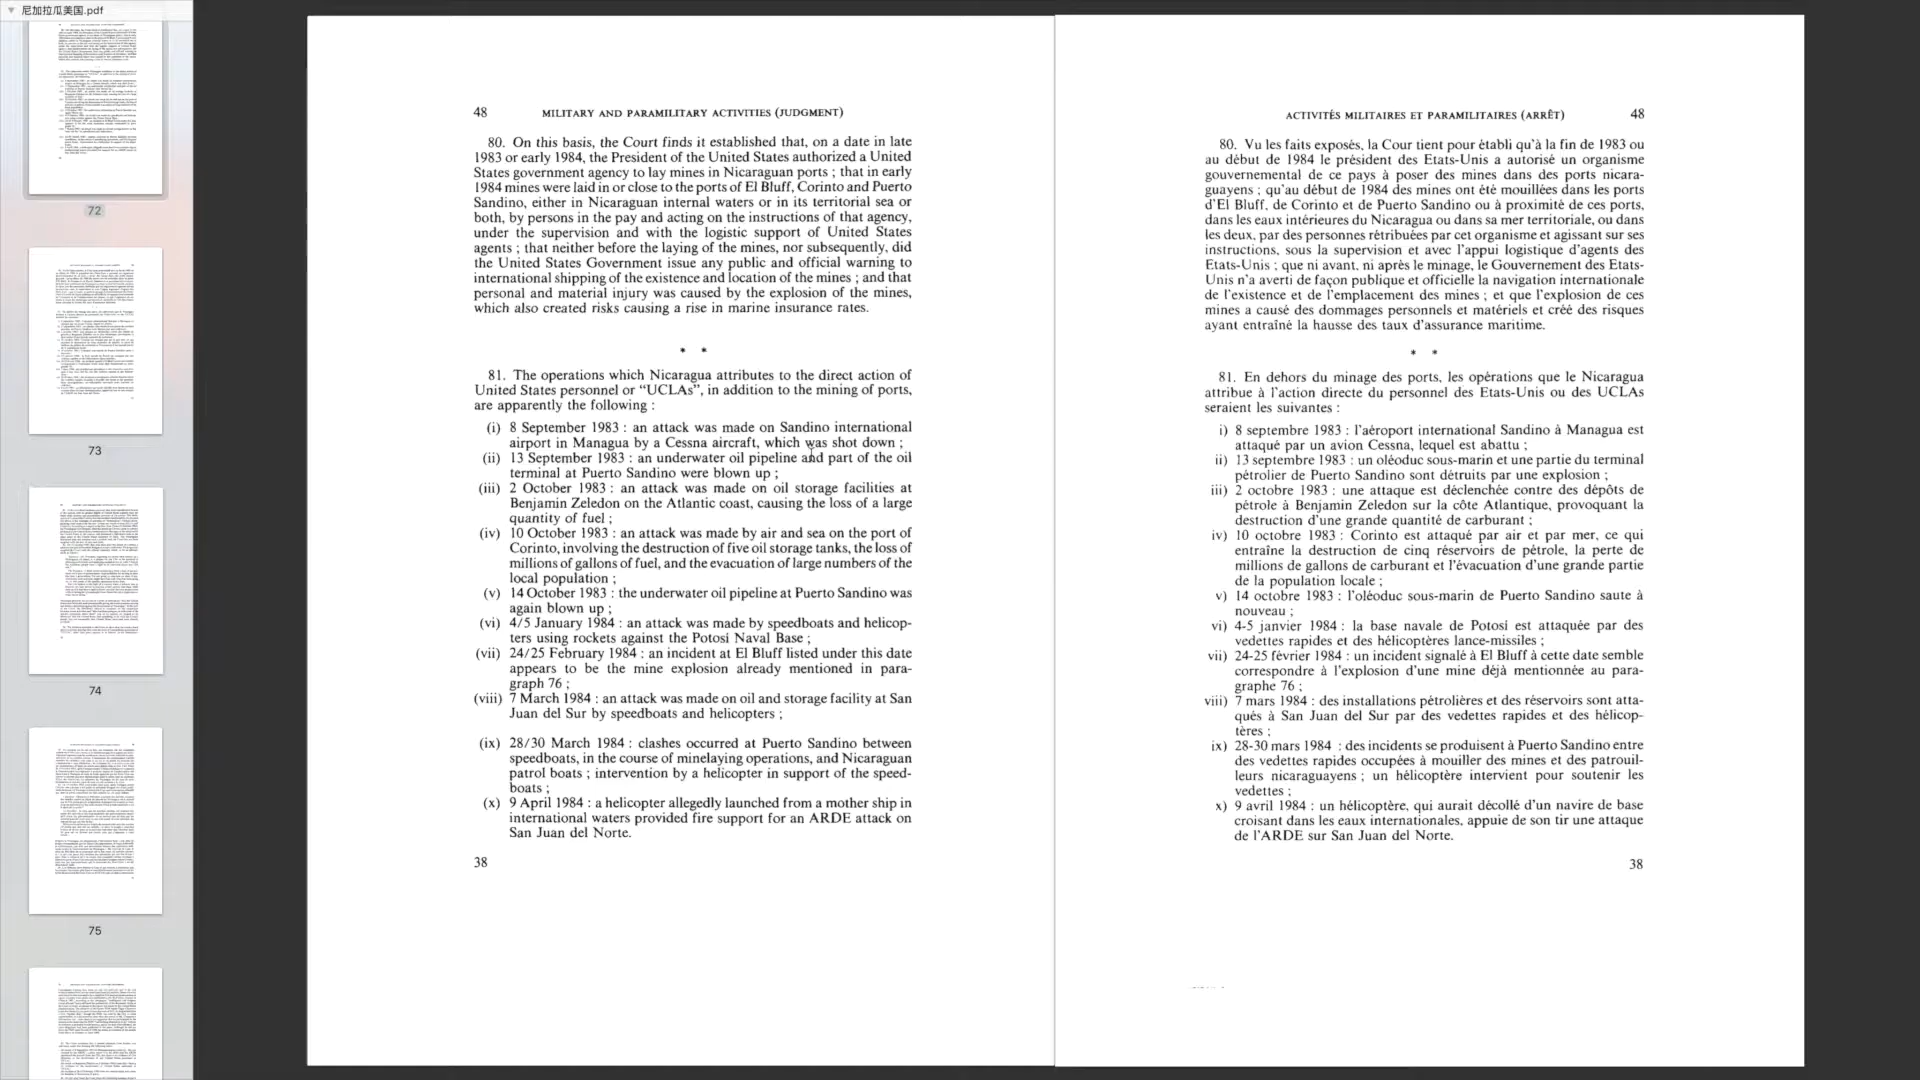 尼加拉瓜美国.pdf
72
73
74
75
48 MILITARY AND PARAMILITARY ACTIVITIES (JUDGMENT)
80. On this basis, the Court finds it established that, on a date in late
1983 or early 1984, the President of the United States authorized a United
States government agency to lay mines in Nicaraguan ports ; that in early
1984 mines were laid in or close to the ports of El Bluff, Corinto and Puerto
Sandino, either in Nicaraguan internal waters or in its territorial sea or
both, by persons in the pay and acting on the instructions of that agency,
under the supervision and with the logistic support of United States
agents ; that neither before the laying of the mines, nor subsequently, did
the United States Government issue any public and official warning to
international shipping of the existence and location of the mines ; and that
personal and material injury was caused by the explosion of the mines,
which also created risks causing a rise in marine insurance rates.
* *
81. The operations which Nicaragua attributes to the direct action of
United States personnel or “UCLAs”, in addition to the mining of ports,
are apparently the following :
(i) 8 September 1983 : an attack was made on Sandino international
airport in Managua by a Cessna aircraft, which was shot down ;
(ii) 13 September 1983 : an underwater oil pipeline and part of the oil
terminal at Puerto Sandino were blown up ;
(iii) 2 October 1983 : an attack was made on oil storage facilities at
Benjamin Zeledon on the Atlantic coast, causing the loss of a large
quantity of fuel ;
(iv) 10 October 1983 : an attack was made by air and sea on the port of
Corinto, involving the destruction of five oil storage tanks, the loss of
millions of gallons of fuel, and the evacuation of large numbers of the
local population ;
(v) 14 October 1983 : the underwater oil pipeline at Puerto Sandino was
again blown up ;
(vi) 4/5 January 1984 : an attack was made by speedboats and helicop-
ters using rockets against the Potosi Naval Base ;
(vii) 24/25 February 1984 : an incident at El Bluff listed under this date
appears to be the mine explosion already mentioned in para-
graph 76 ;
(viii) 7 March 1984 : an attack was made on oil and storage facility at San
Juan del Sur by speedboats and helicopters ;
(ix) 28/30 March 1984 : clashes occurred at Puerto Sandino between
speedboats, in the course of minelaying operations, and Nicaraguan
patrol boats ; intervention by a helicopter in support of the speed-
boats ;
(x) 9 April 1984 : a helicopter allegedly launched from a mother ship in
international waters provided fire support for an ARDE attack on
San Juan del Norte.
38
ACTIVITÉS MILITAIRES ET PARAMILITAIRES (ARRÊT) 48
80. Vu les faits exposés, la Cour tient pour établi qu’à la fin de 1983 ou
au début de 1984 le président des Etats-Unis a autorisé un organisme
gouvernemental de ce pays à poser des mines dans des ports nicara-
guayens ; qu’au début de 1984 des mines ont été mouillées dans les ports
d’El Bluff, de Corinto et de Puerto Sandino ou à proximité de ces ports,
dans les eaux intérieures du Nicaragua ou dans sa mer territoriale, ou dans
les deux, par des personnes rétribuées par cet organisme et agissant sur ses
instructions, sous la supervision et avec l’appui logistique d’agents des
Etats-Unis ; que ni avant, ni après le minage, le Gouvernement des Etats-
Unis n’a averti de façon publique et officielle la navigation internationale
de l’existence et de l’emplacement des mines ; et que l’explosion de ces
mines a causé des dommages personnels et matériels et créé des risques
ayant entraîné la hausse des taux d’assurance maritime.
* *
81. En dehors du minage des ports, les opérations que le Nicaragua
attribue à l’action directe du personnel des Etats-Unis ou des UCLAs
seraient les suivantes :
i) 8 septembre 1983 : l’aéroport international Sandino à Managua est
attaqué par un avion Cessna, lequel est abattu ;
ii) 13 septembre 1983 : un oléoduc sous-marin et une partie du terminal
pétrolier de Puerto Sandino sont détruits par une explosion ;
iii) 2 octobre 1983 : une attaque est déclenchée contre des dépôts de
pétrole à Benjamin Zeledon sur la côte Atlantique, provoquant la
destruction d’une grande quantité de carburant ;
iv) 10 octobre 1983 : Corinto est attaqué par air et par mer, ce qui
entraîne la destruction de cinq réservoirs de pétrole, la perte de
millions de gallons de carburant et l’évacuation d’une grande partie
de la population locale ;
v) 14 octobre 1983 : l’oléoduc sous-marin de Puerto Sandino saute à
nouveau ;
vi) 4-5 janvier 1984 : la base navale de Potosi est attaquée par des
vedettes rapides et des hélicoptères lance-missiles ;
vii) 24-25 février 1984 : un incident signalé à El Bluff à cette date semble
correspondre à l’explosion d’une mine déjà mentionnée au para-
graphe 76 ;
viii) 7 mars 1984 : des installations pétrolières et des réservoirs sont atta-
qués à San Juan del Sur par des vedettes rapides et des hélicop-
tères ;
ix) 28-30 mars 1984 : des incidents se produisent à Puerto Sandino entre
des vedettes rapides occupées à mouiller des mines et des patrouil-
leurs nicaraguayens ; un hélicoptère intervient pour soutenir les
vedettes ;
x) 9 avril 1984 : un hélicoptère, qui aurait décollé d’un navire de base
croisant dans les eaux internationales, appuie de son tir une attaque
de l’ARDE sur San Juan del Norte.
38